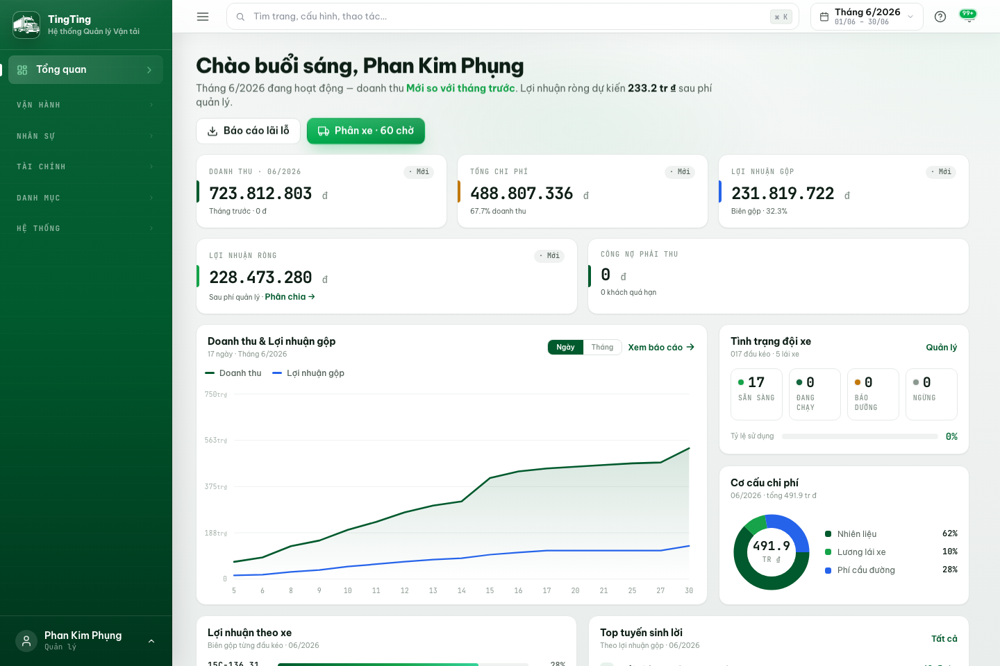 TingTing
Hệ thống Quản lý Vận tải
Tổng quan
VẬN HÀNH
NHÂN SỰ
TÀI CHÍNH
DANH MỤC
HỆ THỐNG
Phan Kim Phụng
Quản lý
Tìm trang, cấu hình, thao tác...
⌘ K
Tháng 6/2026
01/06 – 30/06
99+
Chào buổi sáng, Phan Kim Phụng
Tháng 6/2026 đang hoạt động — doanh thu Mới so với tháng trước. Lợi nhuận ròng dự kiến 233.2 tr ₫ sau phí
quản lý.
Báo cáo lãi lỗ
Phân xe · 60 chờ
DOANH THU · 06/2026
· Mới
723.812.803 đ
Tháng trước · 0 đ
TỔNG CHI PHÍ
· Mới
488.807.336 đ
67.7% doanh thu
LỢI NHUẬN GỘP
· Mới
231.819.722 đ
Biên gộp · 32.3%
LỢI NHUẬN RÒNG
· Mới
228.473.280 đ
Sau phí quản lý · Phân chia →
CÔNG NỢ PHẢI THU
0 đ
0 khách quá hạn
Doanh thu & Lợi nhuận gộp
17 ngày · Tháng 6/2026
Ngày
Tháng
Xem báo cáo →
Doanh thu
Lợi nhuận gộp
750tr₫
563tr₫
375tr₫
188tr₫
0
5 6 8 9 10 11 12 13 14 15 16 17 20 21 25 27 30
Tình trạng đội xe
017 đầu kéo · 5 lái xe
Quản lý
17
SẴN SÀNG
0
ĐANG
CHẠY
0
BẢO
DƯỠNG
0
NGỪNG
Tỷ lệ sử dụng
0%
Cơ cấu chi phí
06/2026 · tổng 491.9 tr đ
491.9
TR ₫
Nhiên liệu 62%
Lương lái xe 10%
Phí cầu đường 28%
Lợi nhuận theo xe
Biên gộp từng đầu kéo · 06/2026
15C-136.31
28%
Top tuyến sinh lời
Theo lợi nhuận gộp · 06/2026
Tất cả